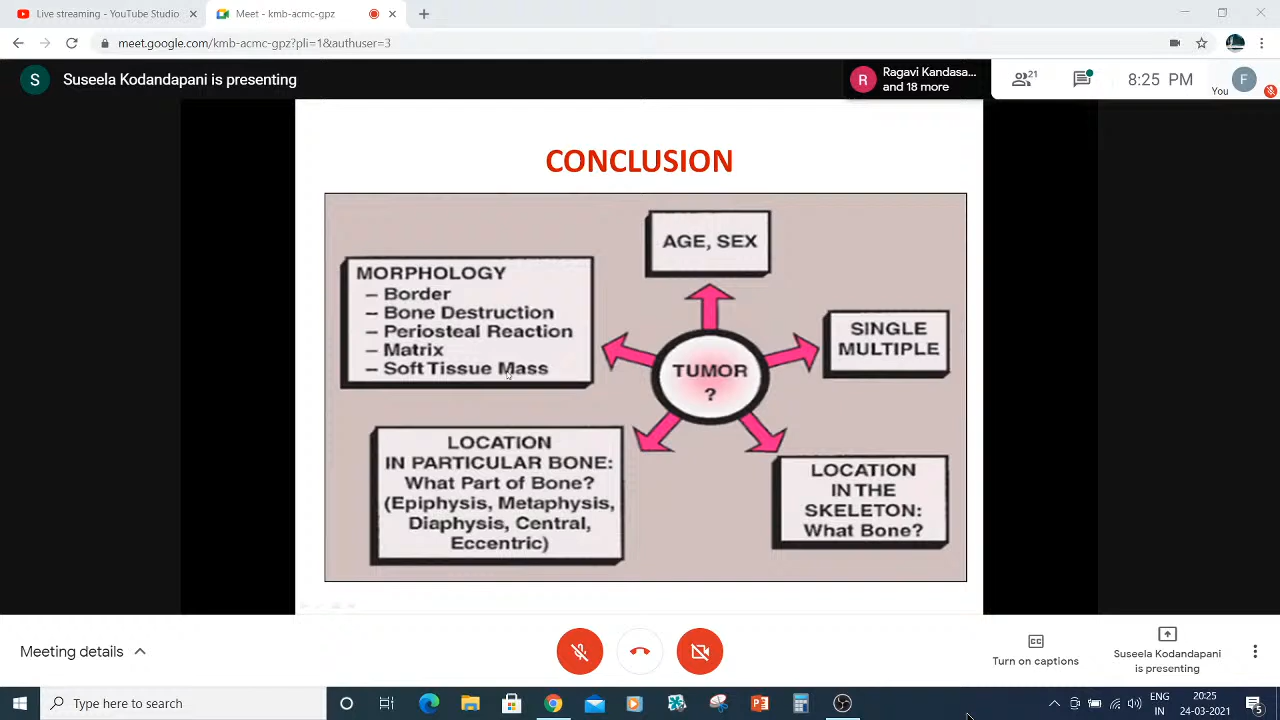 Live streaming - YouTube Studio
Meet - kmb-acmc-gpz
meet.google.com/kmb-acmc-gpz?pli=1&authuser=3
S
Suseela Kodandapani is presenting
R
Ragavi Kandasa...
and 18 more
21
8:25 PM
You
F
CONCLUSION
AGE, SEX
MORPHOLOGY
– Border
– Bone Destruction
– Periosteal Reaction
– Matrix
– Soft Tissue Mass
SINGLE
MULTIPLE
TUMOR
?
LOCATION
IN PARTICULAR BONE:
What Part of Bone?
(Epiphysis, Metaphysis,
Diaphysis, Central,
Eccentric)
LOCATION
IN THE
SKELETON:
What Bone?
Meeting details
Turn on captions
Suseela Kodandapani
is presenting
Type here to search
ENG
IN
20:25
24-03-2021
5